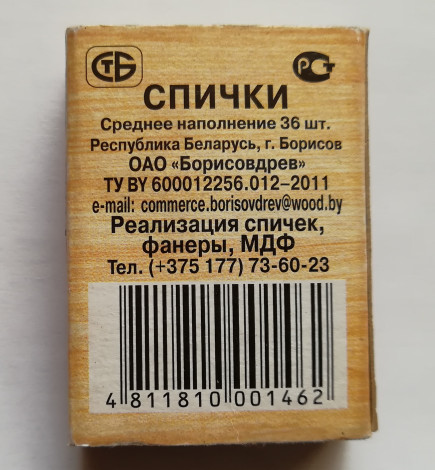 СТБ РСТ
СПИЧКИ
Среднее наполнение 36 шт.
Республика Беларусь, г. Борисов
ОАО «Борисовдрев»
ТУ BY 600012256.012–2011
e-mail: commerce.borisovdrev@wood.by
Реализация спичек,
фанеры, МДФ
Тел. (+375 177) 73-60-23
4 811810 001462